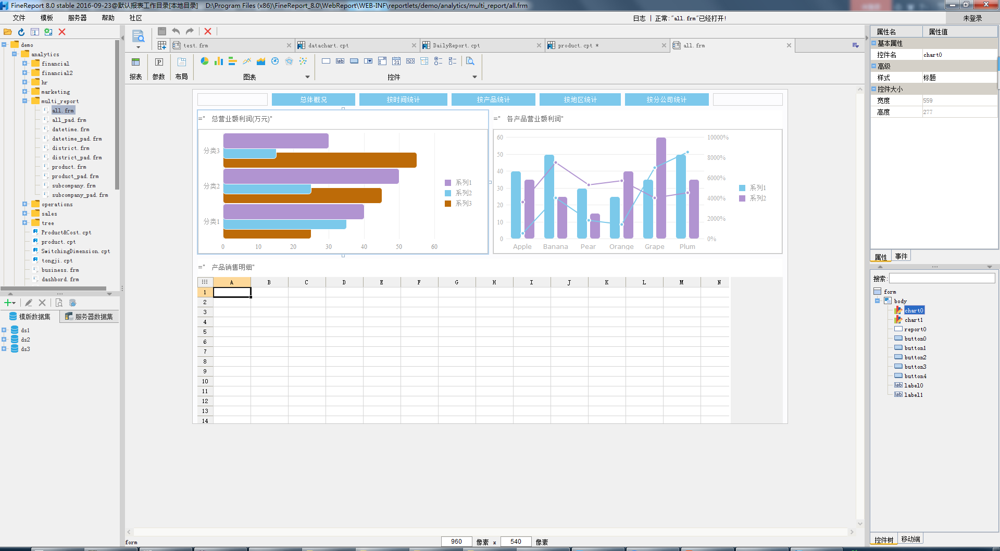 FineReport 8.0 stable 2016-09-23@默认报表工作目录[本地目录] D:\Program Files (x86)\FineReport_8.0\WebReport\WEB-INF\reportlets/demo/analytics/multi_report/all.frm
文件 模板 服务器 帮助 社区
日志 | 正常:"all.frm"已经打开!
未登录
demo
analytics
financial
financial2
hr
marketing
multi_report
all.frm
all_pad.frm
datetime.frm
datetime_pad.frm
district.frm
district_pad.frm
product.frm
product_pad.frm
subcompany.frm
subcompany_pad.frm
operations
sales
tree
Product&Cost.cpt
product.cpt
SwitchingDimension.cpt
tongji.cpt
business.frm
dashbord.frm
模版数据集 服务器数据集
ds1
ds2
ds3
test.frm datachart.cpt DailyReport.cpt product.cpt * all.frm
报表 参数 布局 图表 控件
总体概况 按时间统计 按产品统计 按地区统计 按分公司统计
=" 总营业额利润(万元)"
分类3
分类2
分类1
0 10 20 30 40 50 60
系列1
系列2
系列3
=" 各产品营业额利润"
60
50
40
30
20
10
0
10000%
8000%
6000%
4000%
2000%
0%
Apple Banana Pear Orange Grape Plum
系列1
系列2
=" 产品销售明细"
A B C D E F G H I J K L M N
1
2
3
4
5
6
7
8
9
10
11
12
13
14
form
960 像素 x 540 像素
属性名 属性值
基本属性
控件名 chart0
高级
样式 标题
控件大小
宽度 559
高度 277
属性 事件
搜索:
form
body
chart0
chart1
report0
button0
button1
button2
button3
button4
label0
label1
控件树 移动端